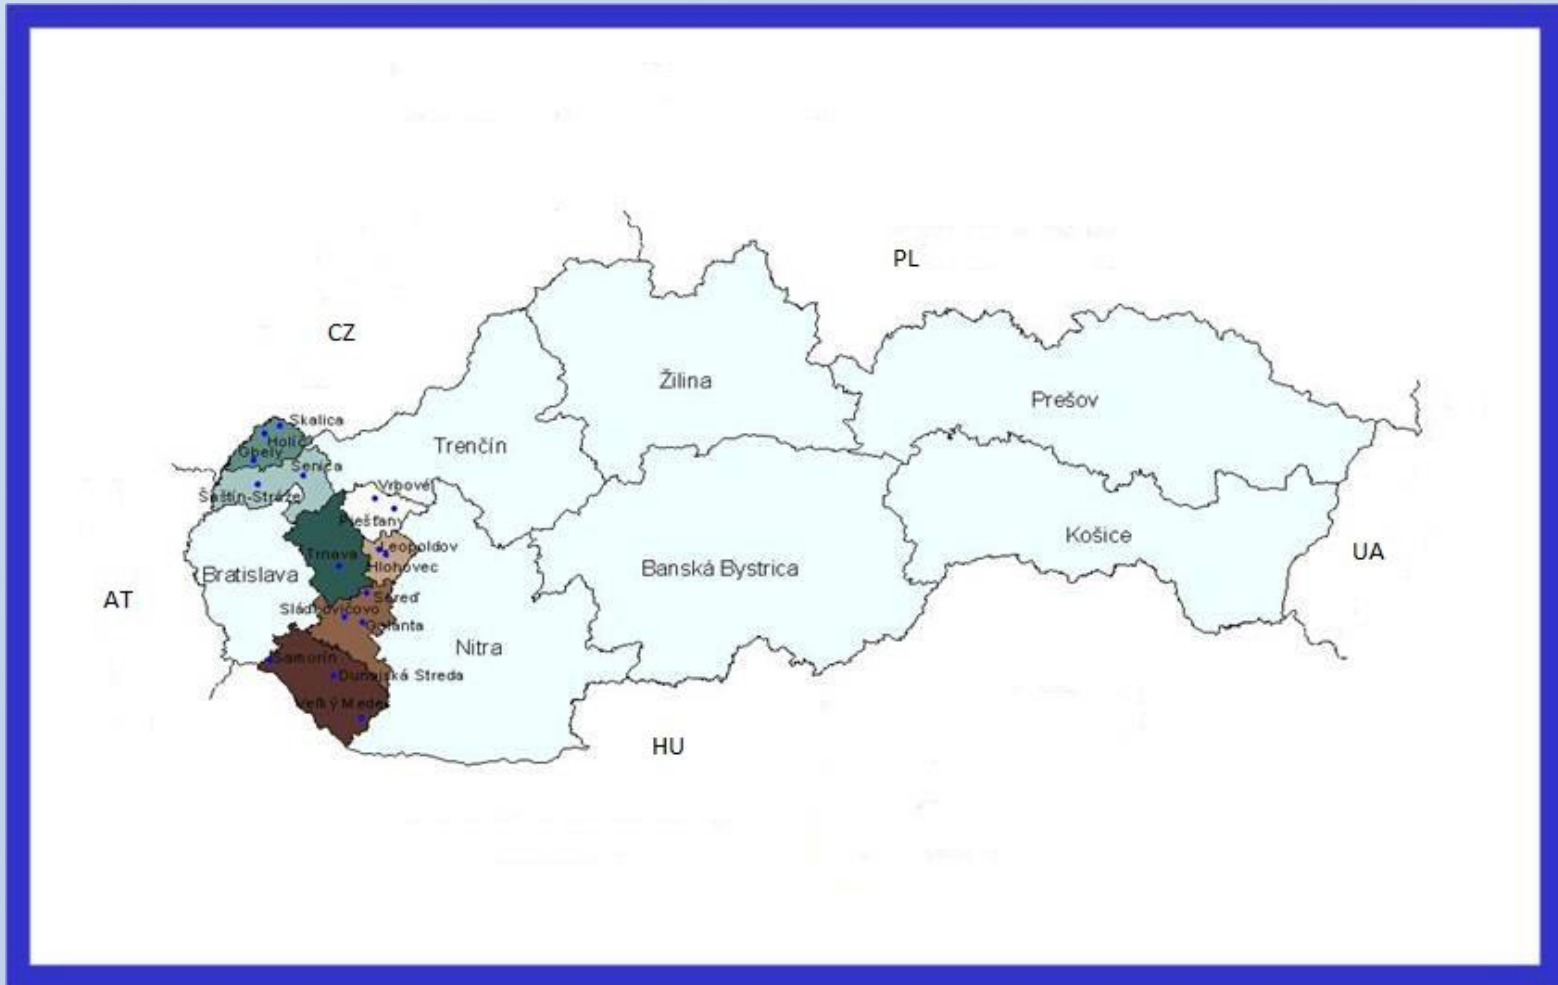 PL
CZ
Žilina
Prešov
Skalica
Holíč
Trenčín
Gbely
Senica
Vrbové
Šaštín-Stráže
Piešťany
Košice
Leopoldov
UA
Trnava
Hlohovec
Banská Bystrica
Bratislava
AT
Sereď
Sládkovičovo
Galanta
Nitra
Šamorín
Dunajská Streda
Veľký Meder
HU